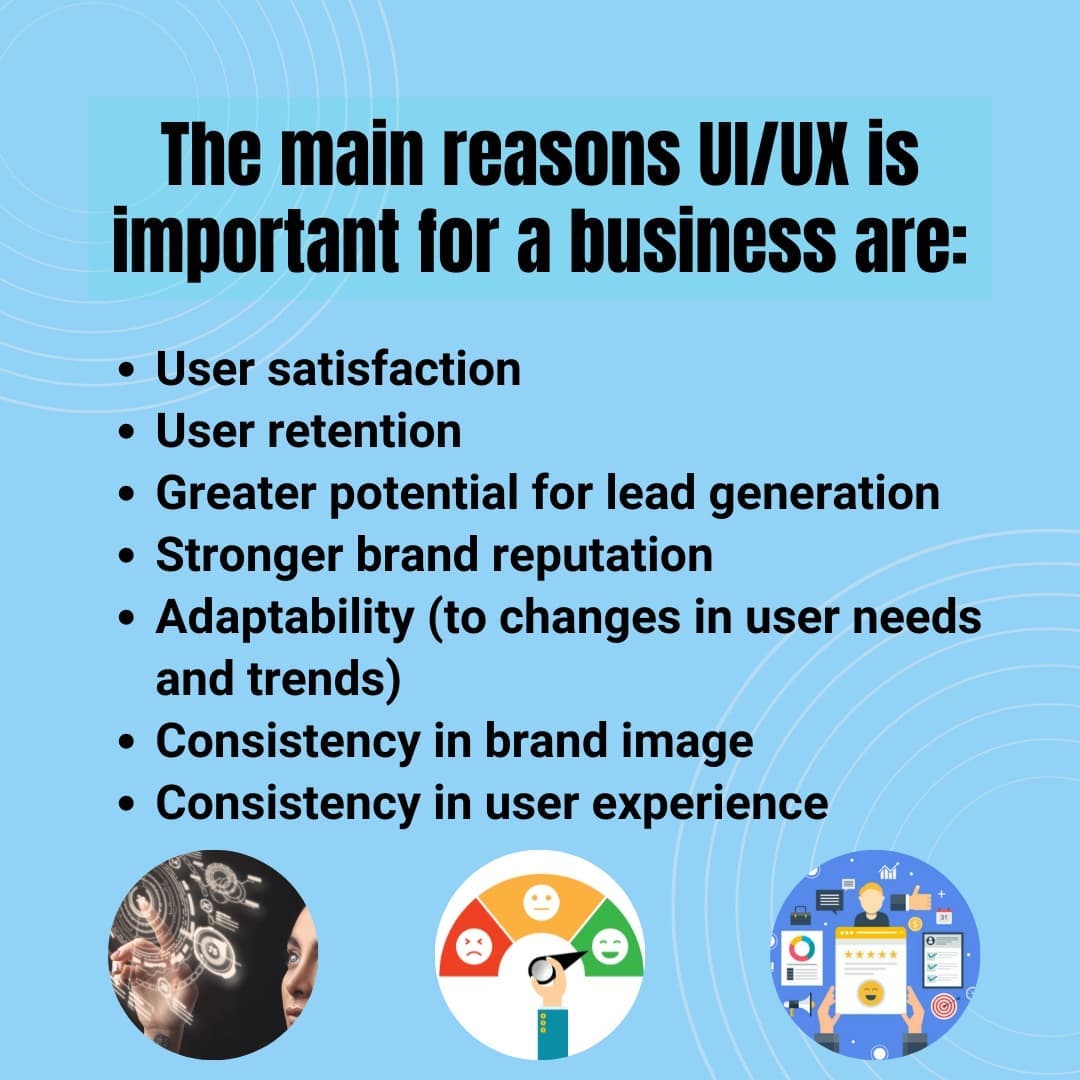 The main reasons UI/UX is
important for a business are:
• User satisfaction
• User retention
• Greater potential for lead generation
• Stronger brand reputation
• Adaptability (to changes in user needs
and trends)
• Consistency in brand image
• Consistency in user experience
31